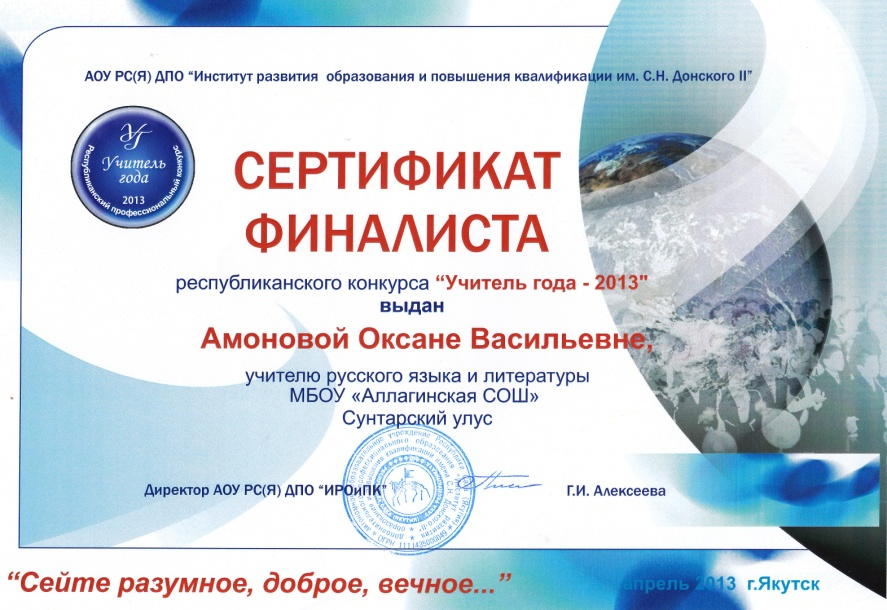 АОУ РС(Я) ДПО “Институт развития образования и повышения квалификации им. С.Н. Донского II”
УГ
Учитель
года
2013
Республиканский профессиональный конкурс
СЕРТИФИКАТ
ФИНАЛИСТА
республиканского конкурса “Учитель года - 2013"
выдан
Амоновой Оксане Васильевне,
учителю русского языка и литературы
МБОУ «Аллагинская СОШ»
Сунтарский улус
Директор АОУ РС(Я) ДПО “ИРОиПК”
Г.И. Алексеева
“Сейте разумное, доброе, вечное...”
апрель 2013 г.Якутск